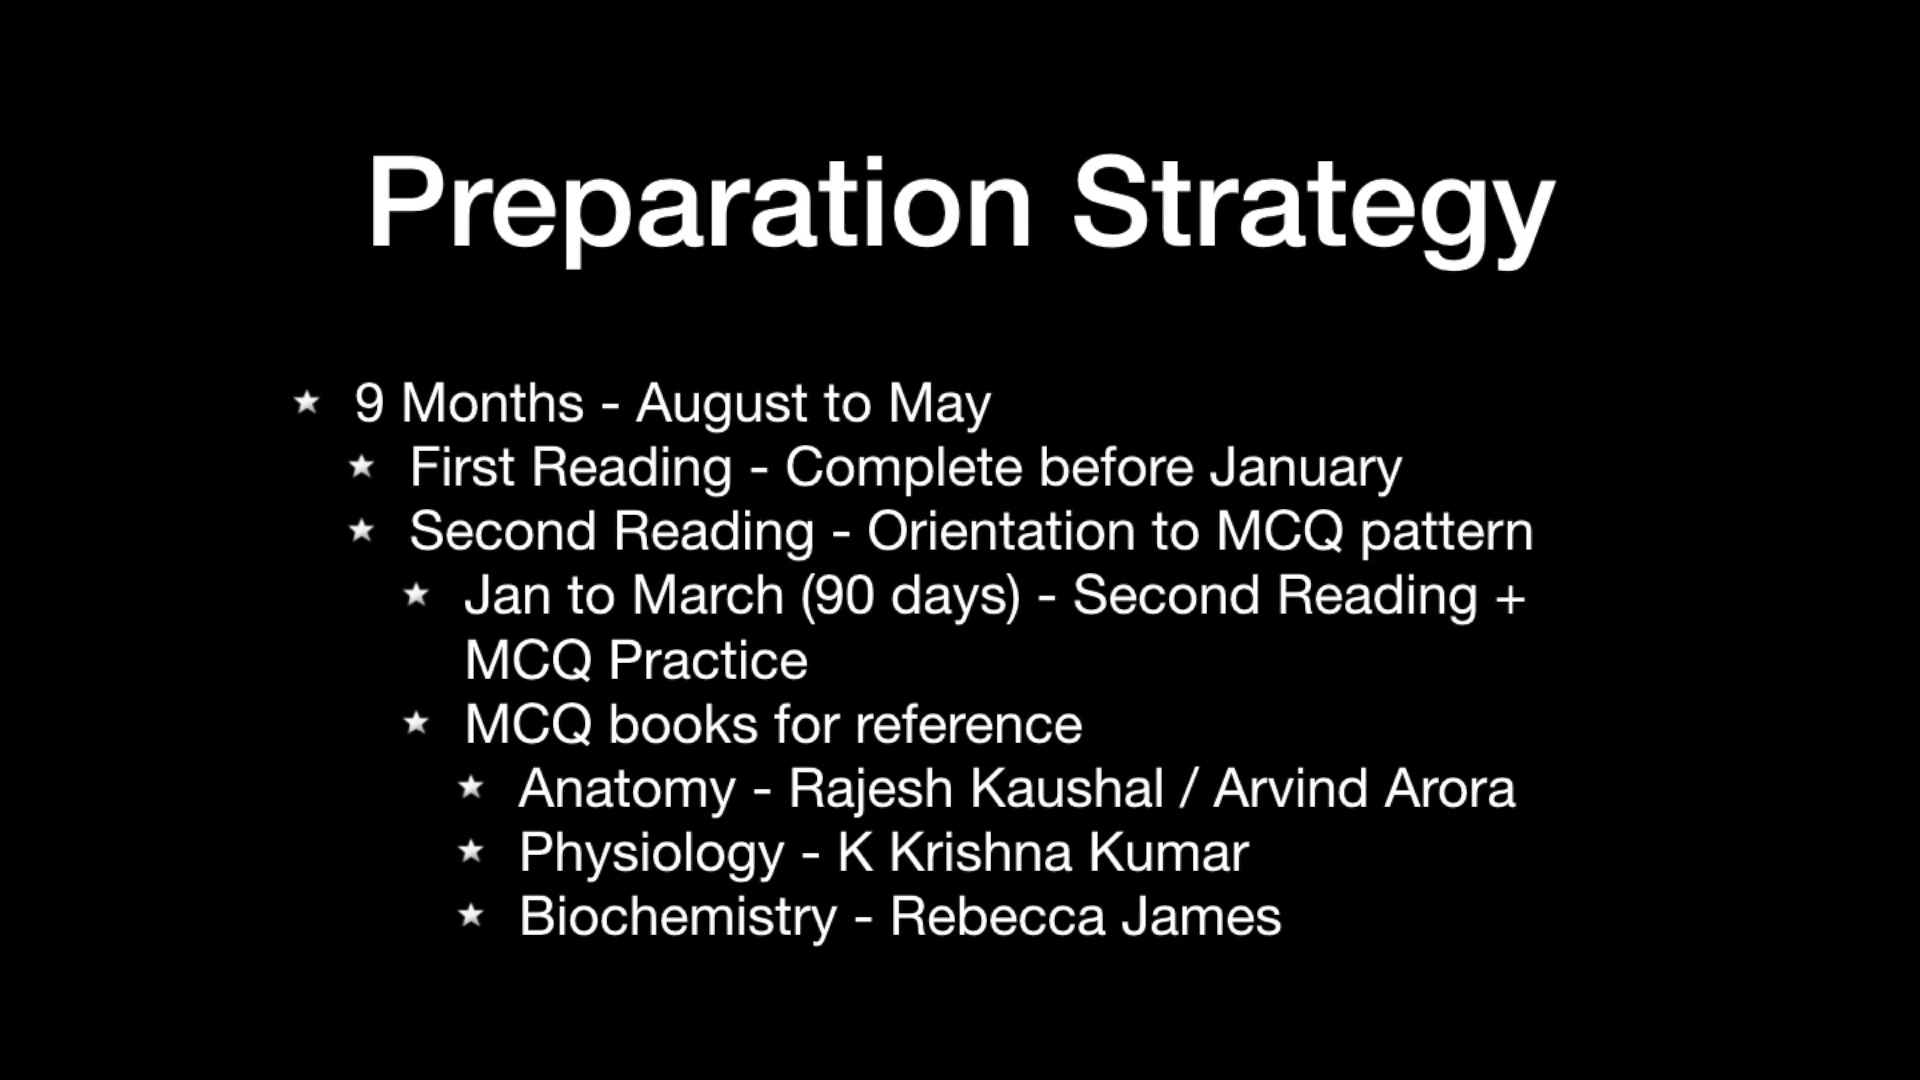 Preparation Strategy
9 Months - August to May
First Reading - Complete before January
Second Reading - Orientation to MCQ pattern
Jan to March (90 days) - Second Reading +
MCQ Practice
MCQ books for reference
Anatomy - Rajesh Kaushal / Arvind Arora
Physiology - K Krishna Kumar
Biochemistry - Rebecca James